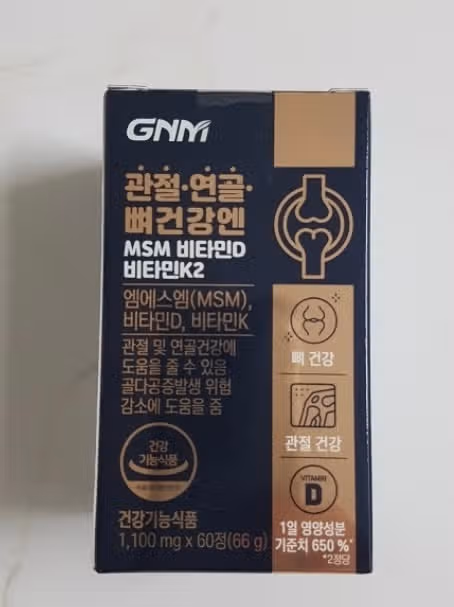 GNM
관절·연골·
뼈건강엔
MSM 비타민D
비타민K2
엠에스엠(MSM),
비타민D, 비타민K
관절 및 연골건강에
도움을 줄 수 있음
골다공증발생 위험
감소에 도움을 줌
건강
기능식품
건강기능식품
1,100 mg x 60정(66 g)
뼈 건강
관절 건강
VITAMIN
D
1일 영양성분
기준치 650 %*
*2정당